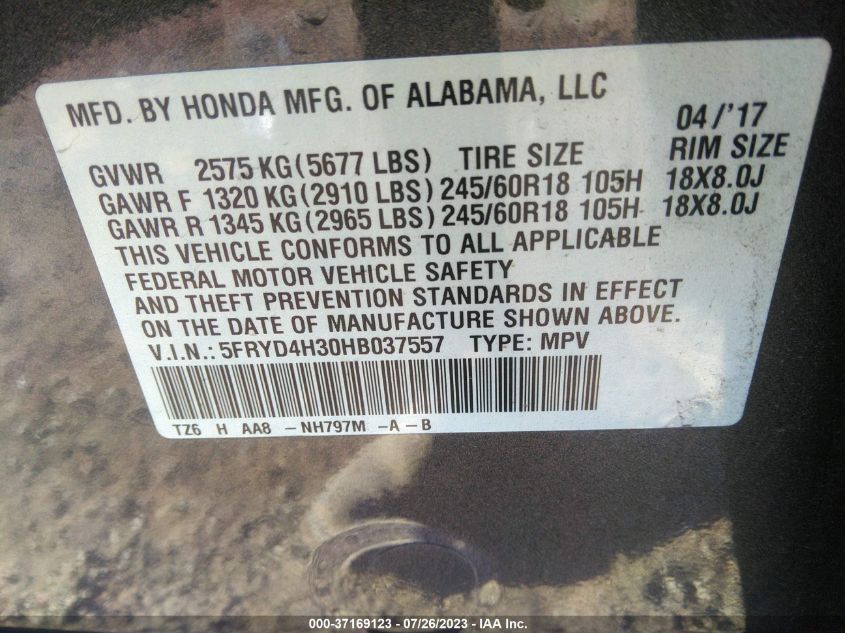 MFD. BY HONDA MFG. OF ALABAMA, LLC
04/'17
GVWR 2575 KG(5677 LBS) TIRE SIZE RIM SIZE
GAWR F 1320 KG(2910 LBS) 245/60R18 105H 18X8.0J
GAWR R 1345 KG(2965 LBS) 245/60R18 105H 18X8.0J
THIS VEHICLE CONFORMS TO ALL APPLICABLE
FEDERAL MOTOR VEHICLE SAFETY
AND THEFT PREVENTION STANDARDS IN EFFECT
ON THE DATE OF MANUFACTURE SHOWN ABOVE.
V.I.N.: 5FRYD4H30HB037557 TYPE: MPV
TZ6 H AA8 -NH797M -A-B
000-37169123 - 07/26/2023 - IAA Inc.